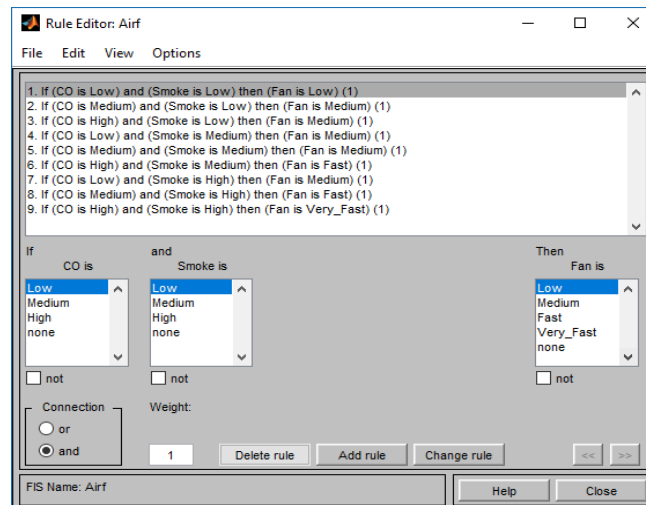 Rule Editor: Airf
File Edit View Options
1. If (CO is Low) and (Smoke is Low) then (Fan is Low) (1)
2. If (CO is Medium) and (Smoke is Low) then (Fan is Medium) (1)
3. If (CO is High) and (Smoke is Low) then (Fan is Medium) (1)
4. If (CO is Low) and (Smoke is Medium) then (Fan is Medium) (1)
5. If (CO is Medium) and (Smoke is Medium) then (Fan is Medium) (1)
6. If (CO is High) and (Smoke is Medium) then (Fan is Fast) (1)
7. If (CO is Low) and (Smoke is High) then (Fan is Medium) (1)
8. If (CO is Medium) and (Smoke is High) then (Fan is Fast) (1)
9. If (CO is High) and (Smoke is High) then (Fan is Very_Fast) (1)
If and Then
CO is Smoke is Fan is
Low Low Low
Medium Medium Medium
High High Fast
none none Very_Fast
none
not not not
Connection Weight:
or
and 1 Delete rule Add rule Change rule << >>
FIS Name: Airf Help Close